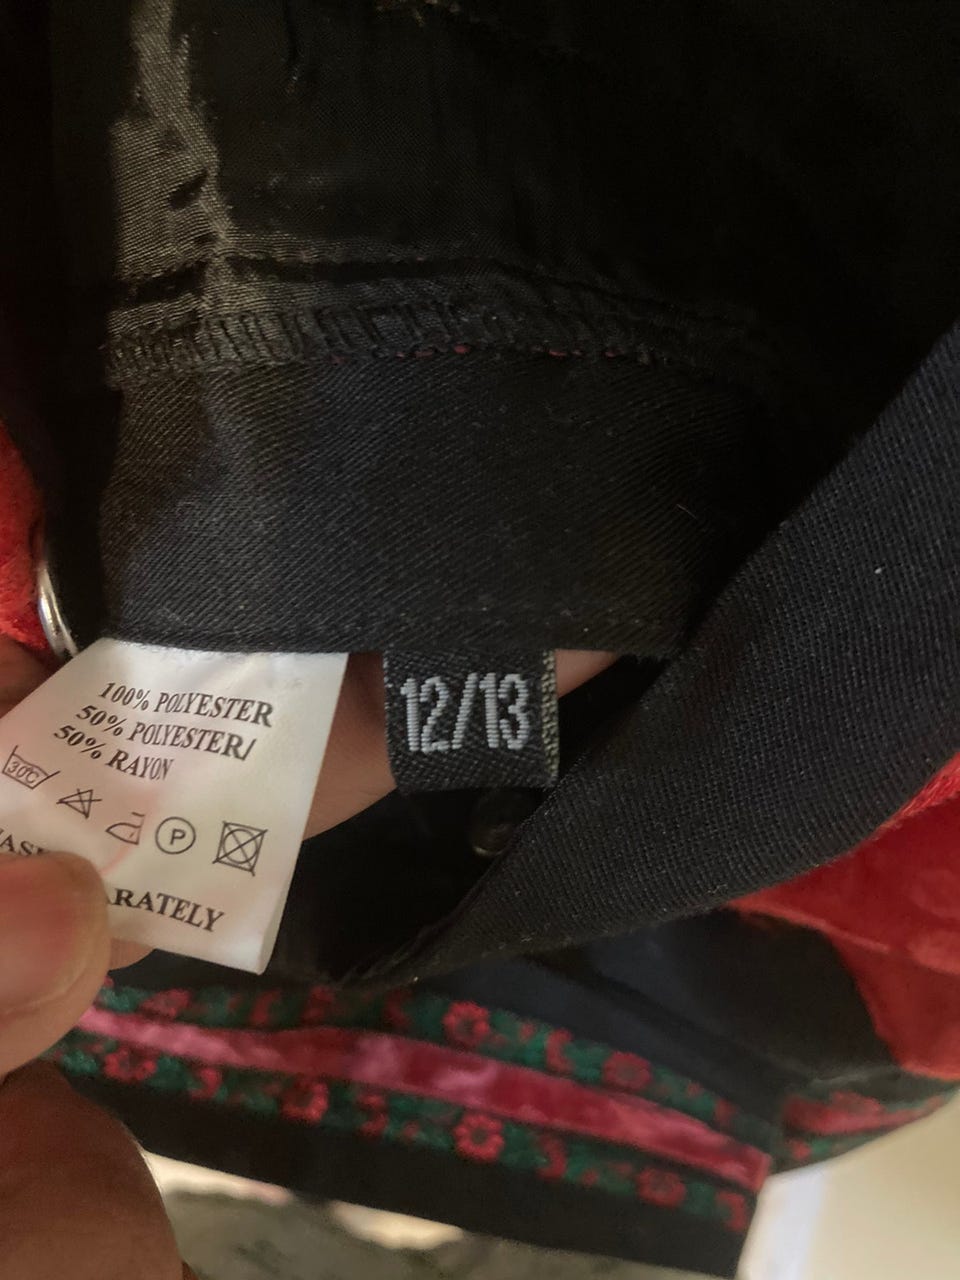 100% POLYESTER
50% POLYESTER/
50% RAYON
30C
P
12/13